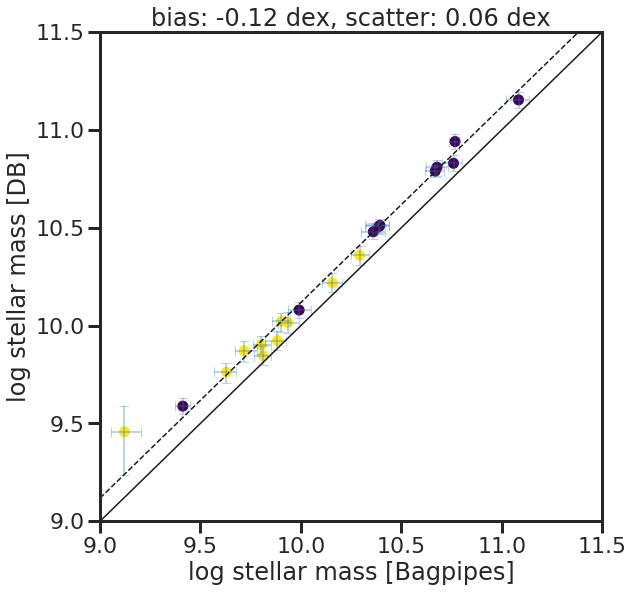 bias: -0.12 dex, scatter: 0.06 dex
11.5
11.0
10.5
10.0
9.5
9.0
log stellar mass [DB]
9.0 9.5 10.0 10.5 11.0 11.5
log stellar mass [Bagpipes]